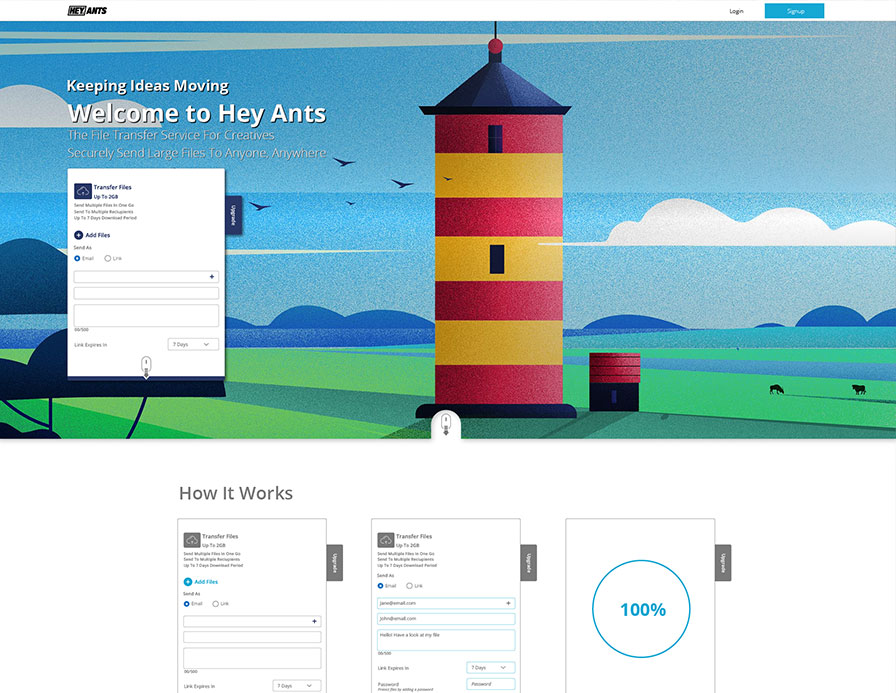 HEY ANTS
Login
Signup
Keeping Ideas Moving
Welcome to Hey Ants
The File Transfer Service For Creatives
Securely Send Large Files To Anyone, Anywhere
Transfer Files
Up To 2GB
Send Multiple Files In One Go
Send To Multiple Recupients
Up To 7 Days Download Period
Upgrade
Add Files
Send As
Email
Link
00/500
Link Expires In
7 Days
How It Works
Transfer Files
Up To 2GB
Send Multiple Files In One Go
Send To Multiple Recupients
Up To 7 Days Download Period
Upgrade
Add Files
Send As
Email
Link
00/500
Link Expires In
7 Days
Transfer Files
Up To 2GB
Send Multiple Files In One Go
Send To Multiple Recupients
Up To 7 Days Download Period
Upgrade
Send As
Email
Link
Jane@email.com
John@email.com
Hello! Have a look at my file
00/500
Link Expires In
7 Days
Password
Protect files by adding a password
Password
100%
Upgrade